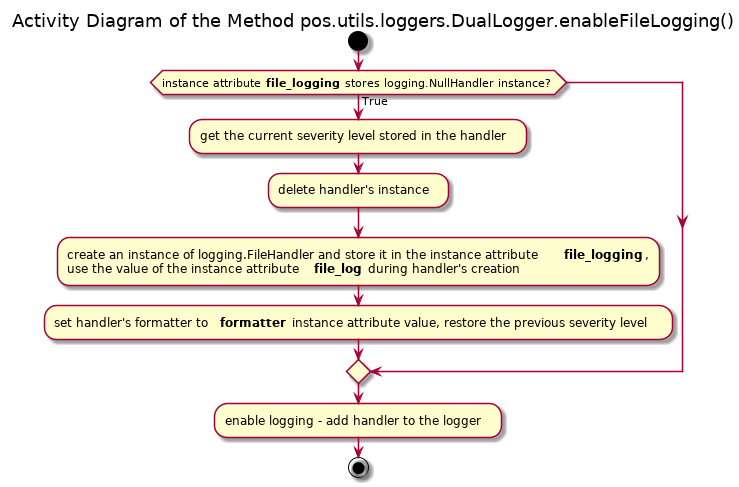 Activity Diagram of the Method pos.utils.loggers.DualLogger.enableFileLogging()
instance attribute file_logging stores logging.NullHandler instance?
True
get the current severity level stored in the handler
delete handler's instance
create an instance of logging.FileHandler and store it in the instance attribute file_logging,
use the value of the instance attribute file_log during handler's creation
set handler's formatter to formatter instance attribute value, restore the previous severity level
enable logging - add handler to the logger